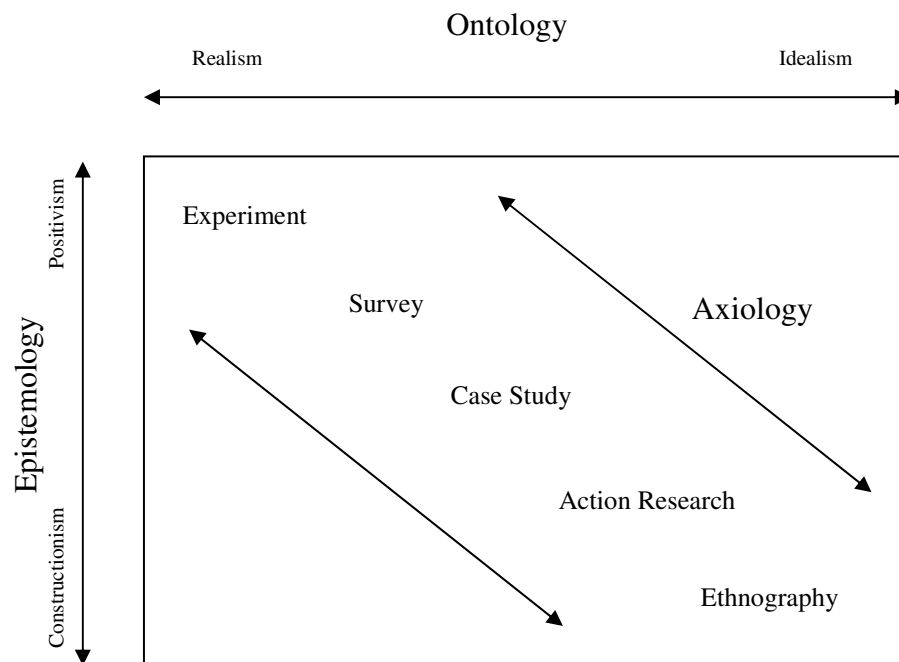 Ontology
Realism
Idealism
Epistemology
Positivism
Constructionism
Experiment
Survey
Axiology
Case Study
Action Research
Ethnography